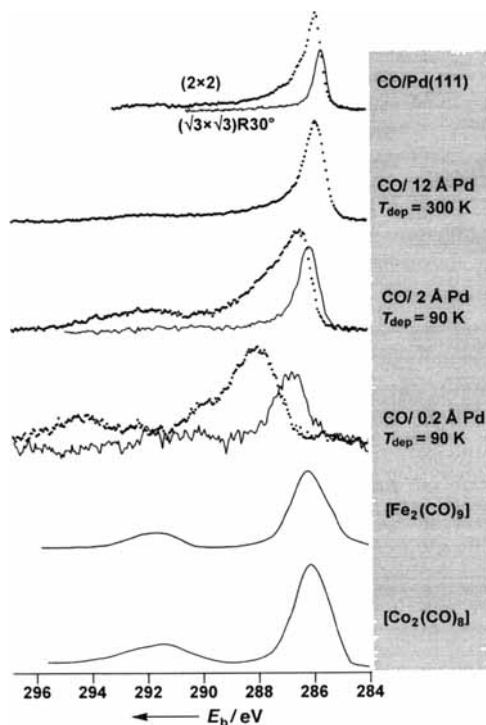 (2×2)
CO/Pd(111)
(√3×√3)R30°
CO/ 12 Å Pd
T_dep = 300 K
CO/ 2 Å Pd
T_dep = 90 K
CO/ 0.2 Å Pd
T_dep = 90 K
[Fe₂(CO)₉]
[Co₂(CO)₈]
296 294 292 290 288 286 284
E_b / eV